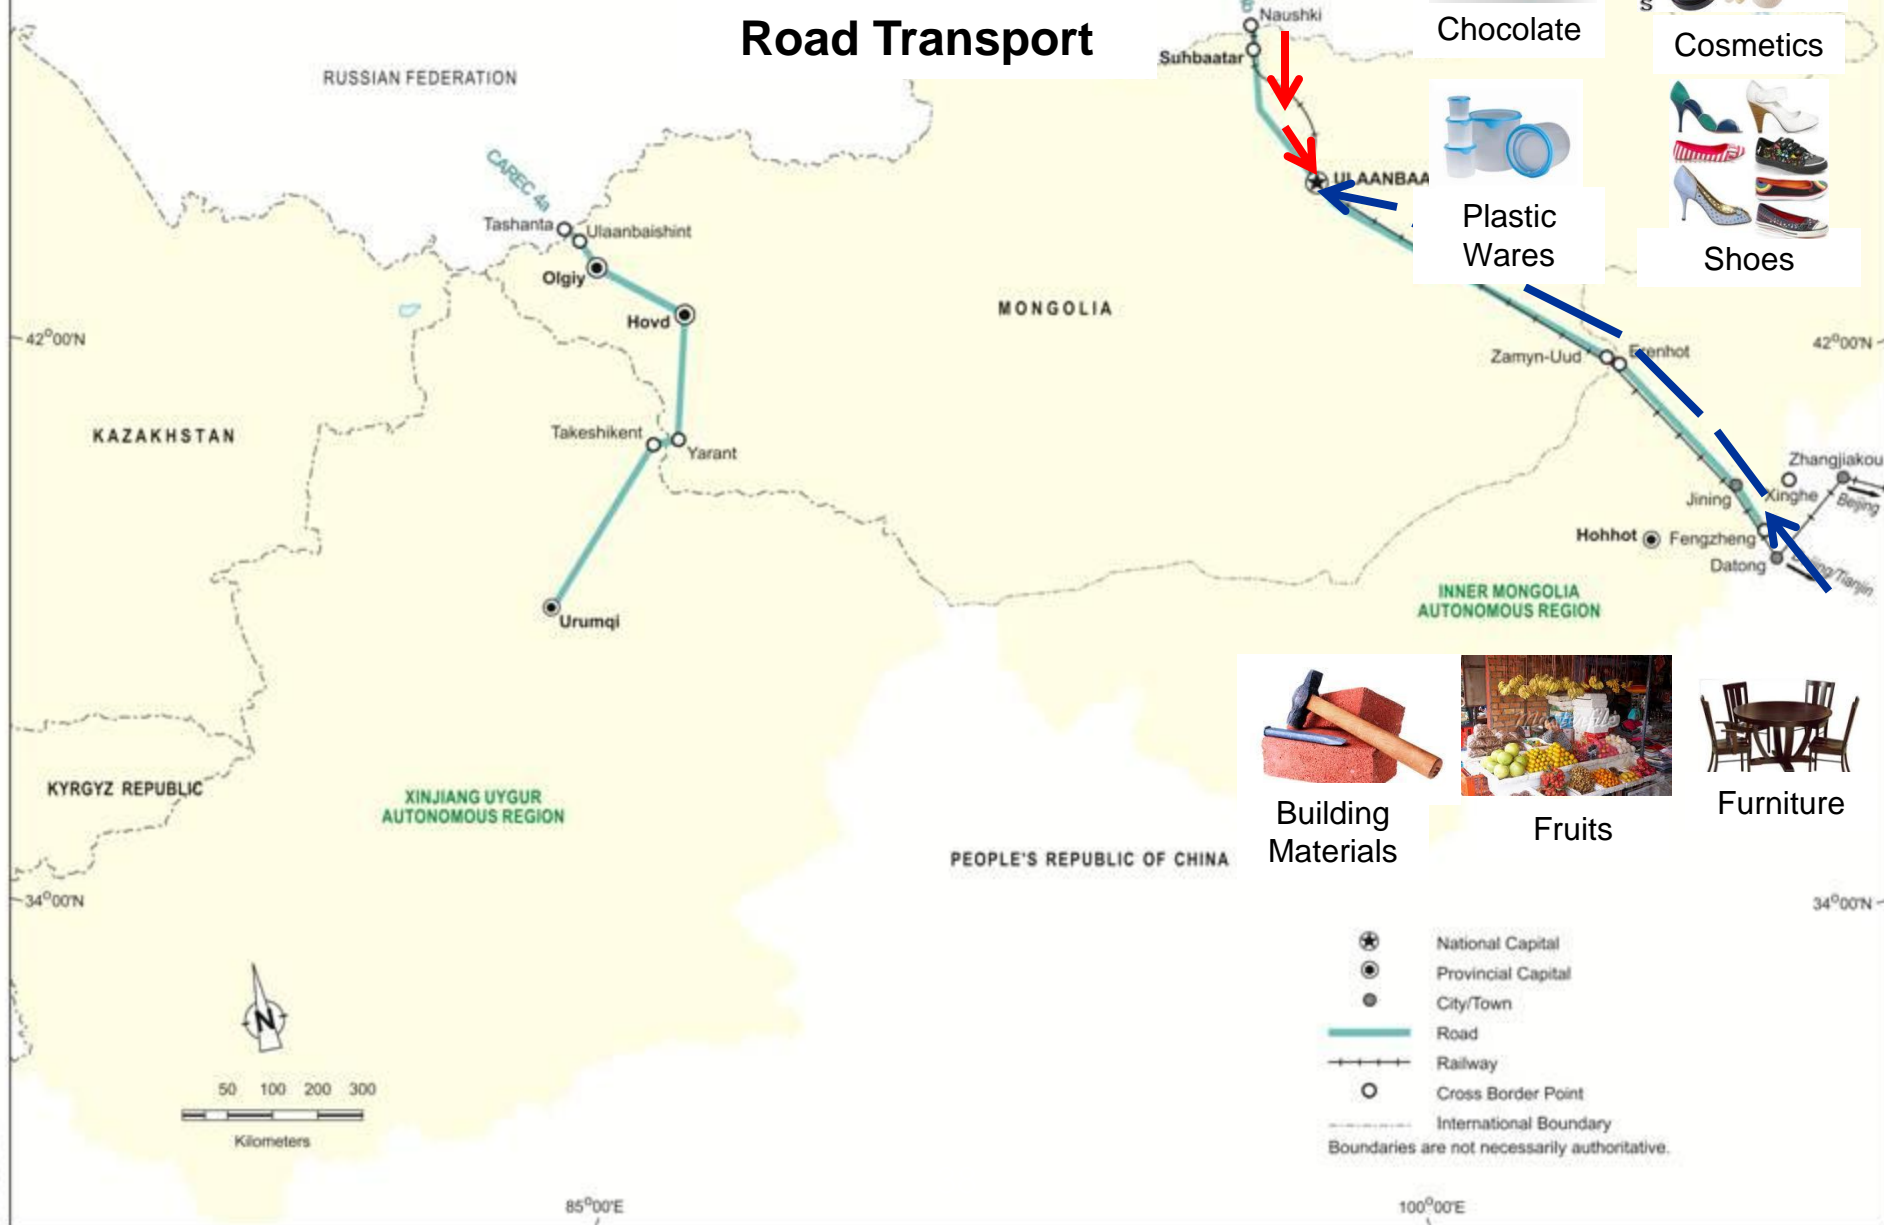 Road Transport
Naushki
Chocolate
s
Cosmetics
Suhbaatar
RUSSIAN FEDERATION
CAREC 4a
ULAANBAA
Plastic
Wares
Shoes
Tashanta
Ulaanbaishint
Olgiy
Hovd
MONGOLIA
42°00'N
42°00'N
Zamyn-Uud
Erenhot
KAZAKHSTAN
Takeshikent
Yarant
Zhangjiakou
Jining
Xinghe
Beijing
Hohhot
Fengzheng
Datong
Beijing/Tianjin
INNER MONGOLIA
AUTONOMOUS REGION
Urumqi
Building
Materials
Fruits
Furniture
KYRGYZ REPUBLIC
XINJIANG UYGUR
AUTONOMOUS REGION
PEOPLE'S REPUBLIC OF CHINA
34°00'N
34°00'N
National Capital
Provincial Capital
City/Town
Road
Railway
Cross Border Point
International Boundary
Boundaries are not necessarily authoritative.
N
50 100 200 300
Kilometers
85°00'E
100°00'E